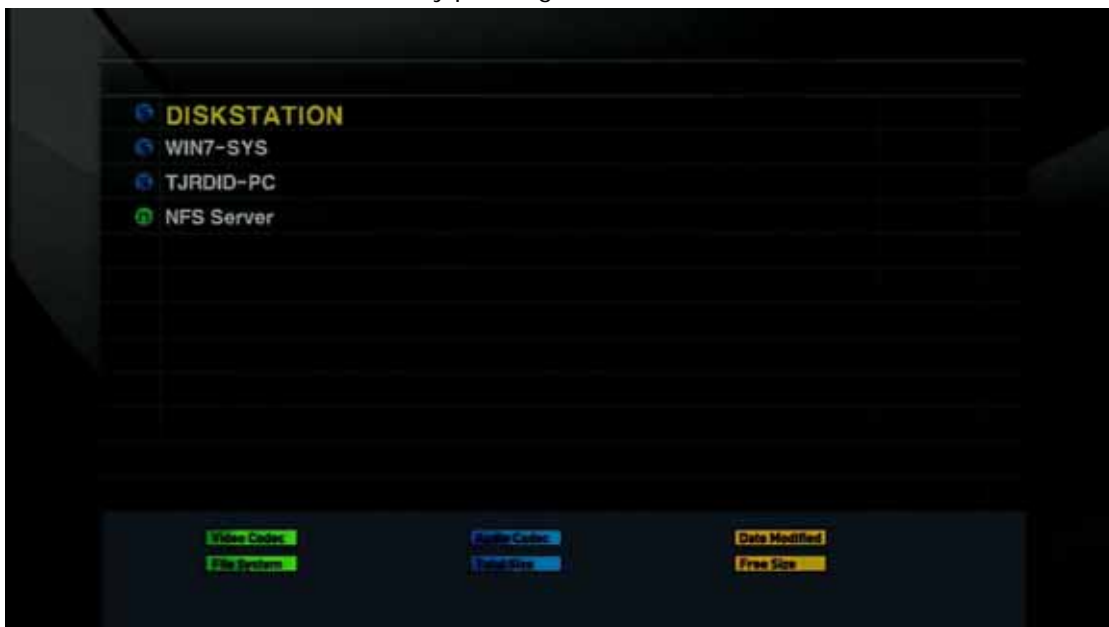 DISKSTATION
WIN7-SYS
TJRDID-PC
NFS Server
Video Codec Audio Codec Date Modified
File System Total Size Free Size